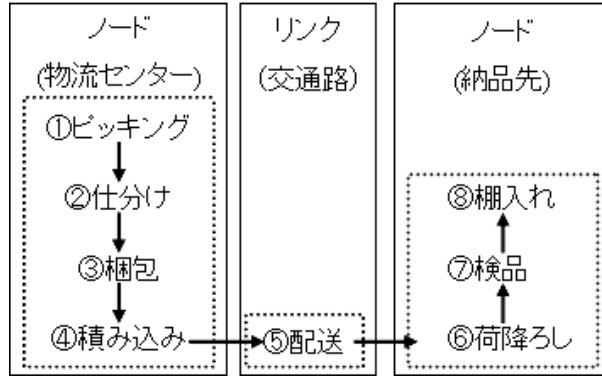 ノード
(物流センター)
①ピッキング
②仕分け
③梱包
④積み込み
リンク
(交通路)
⑤配送
ノード
(納品先)
⑧棚入れ
⑦検品
⑥荷降ろし